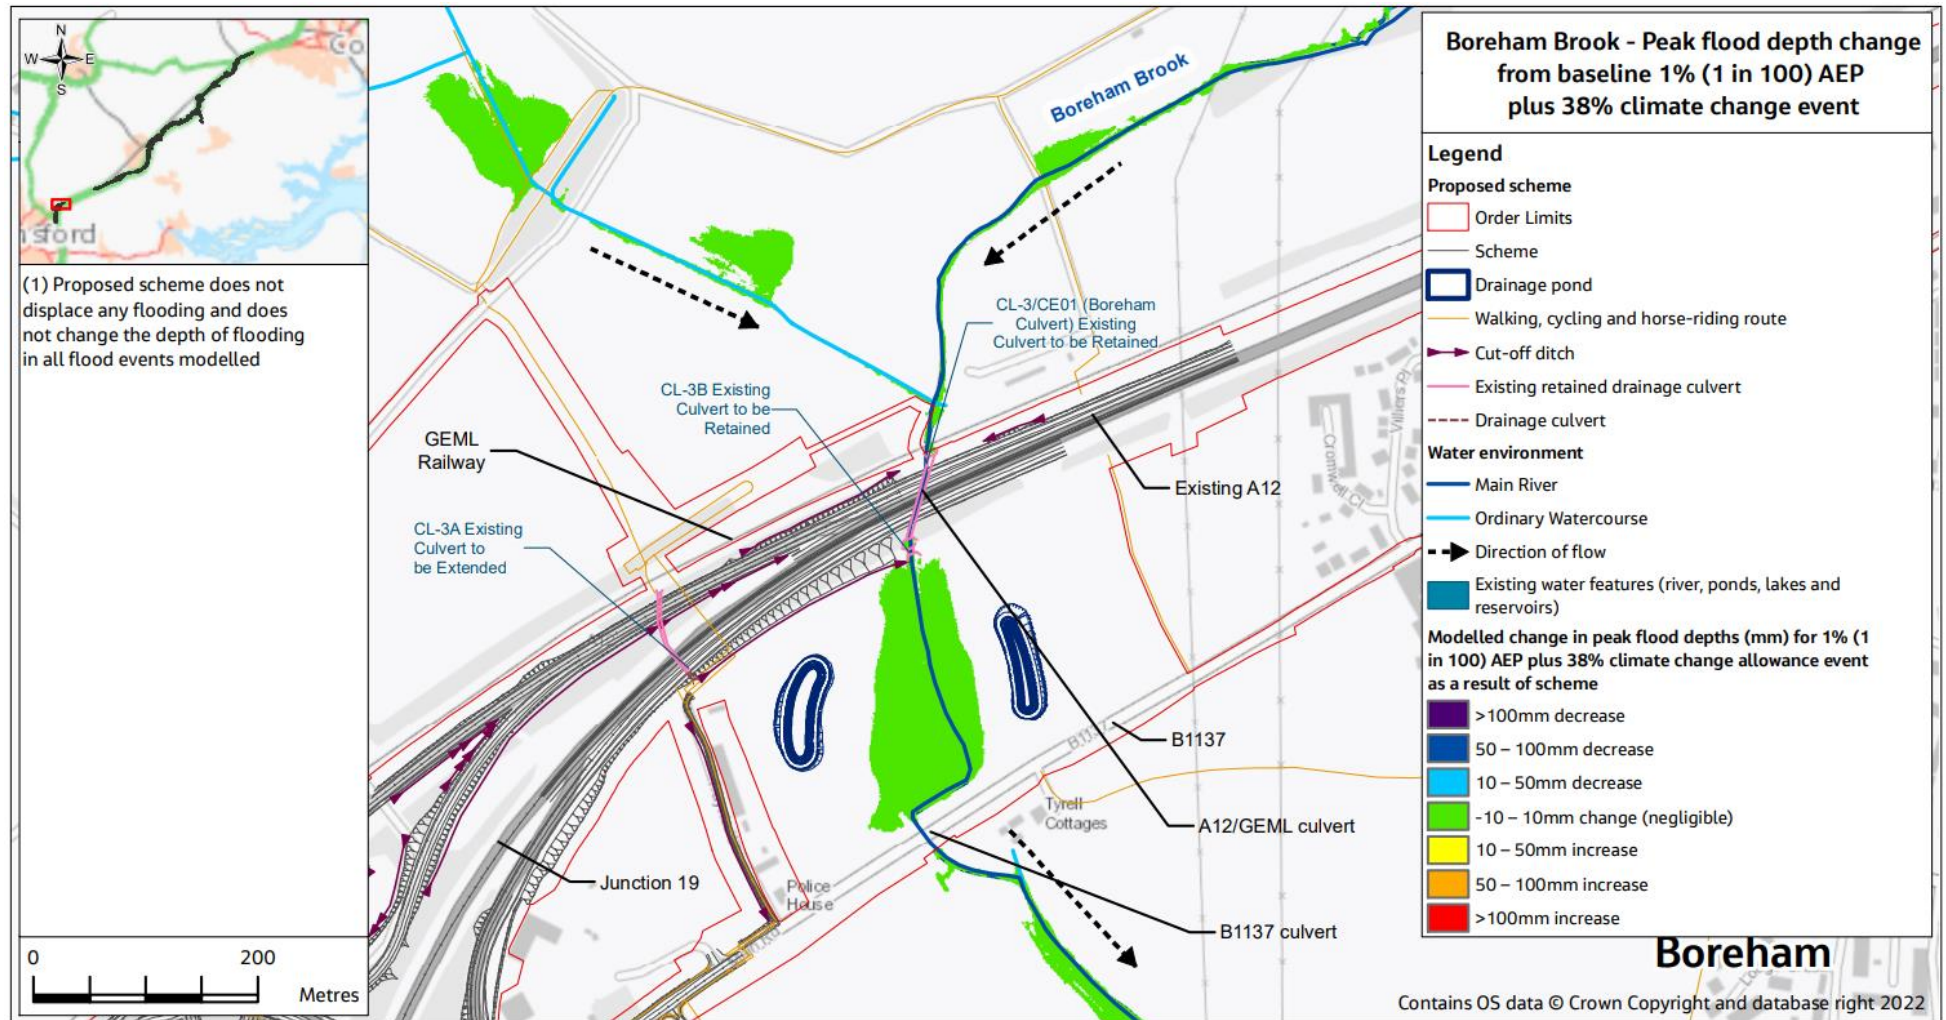 N
W
E
S
Co
nsford
(1) Proposed scheme does not
displace any flooding and does
not change the depth of flooding
in all flood events modelled
0
200
Metres
Boreham Brook
CL-3/CE01 (Boreham
Culvert) Existing
Culvert to be Retained
CL-3B Existing
Culvert to be
Retained
GEML
Railway
CL-3A Existing
Culvert to
be Extended
Existing A12
Villiers Pl
Cromwell Cl
B1137
B1137
Tyrell
Cottages
A12/GEML culvert
Junction 19
Police
House
B1137 culvert
Boreham
Contains OS data © Crown Copyright and database right 2022
Boreham Brook - Peak flood depth change
from baseline 1% (1 in 100) AEP
plus 38% climate change event
Legend
Proposed scheme
Order Limits
Scheme
Drainage pond
Walking, cycling and horse-riding route
Cut-off ditch
Existing retained drainage culvert
Drainage culvert
Water environment
Main River
Ordinary Watercourse
Direction of flow
Existing water features (river, ponds, lakes and
reservoirs)
Modelled change in peak flood depths (mm) for 1% (1
in 100) AEP plus 38% climate change allowance event
as a result of scheme
>100mm decrease
50 – 100mm decrease
10 – 50mm decrease
-10 – 10mm change (negligible)
10 – 50mm increase
50 – 100mm increase
>100mm increase